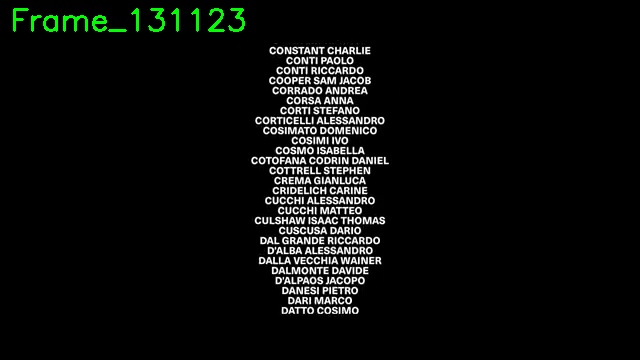 Frame_131123
CONSTANT CHARLIE
CONTI PAOLO
CONTI RICCARDO
COOPER SAM JACOB
CORRADO ANDREA
CORSA ANNA
CORTI STEFANO
CORTICELLI ALESSANDRO
COSIMATO DOMENICO
COSIMI IVO
COSMO ISABELLA
COTOFANA CODRIN DANIEL
COTTRELL STEPHEN
CREMA GIANLUCA
CRIDELICH CARINE
CUCCHI ALESSANDRO
CUCCHI MATTEO
CULSHAW ISAAC THOMAS
CUSCUSA DARIO
DAL GRANDE RICCARDO
D'ALBA ALESSANDRO
DALLA VECCHIA WAINER
DALMONTE DAVIDE
D'ALPAOS JACOPO
DANESI PIETRO
DARI MARCO
DATTO COSIMO